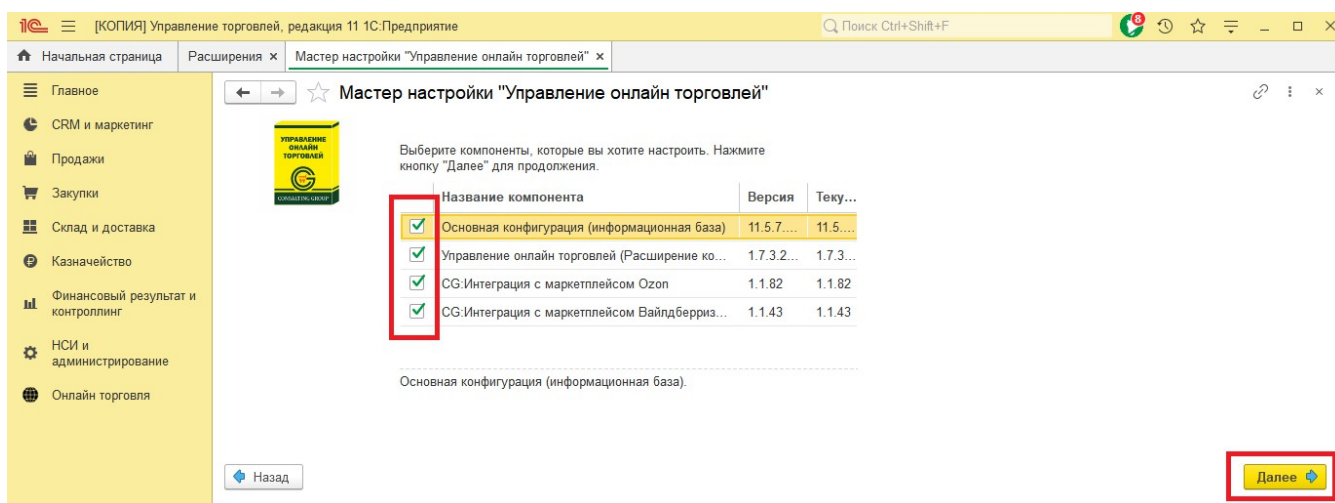 1С [КОПИЯ] Управление торговлей, редакция 11 1С:Предприятие Поиск Ctrl+Shift+F 8
Начальная страница Расширения × Мастер настройки "Управление онлайн торговлей" ×
Главное
CRM и маркетинг
Продажи
Закупки
Склад и доставка
Казначейство
Финансовый результат и
контроллинг
НСИ и
администрирование
Онлайн торговля
Мастер настройки "Управление онлайн торговлей"
УПРАВЛЕНИЕ
ОНЛАЙН
ТОРГОВЛЕЙ
CONSALTING GROUP
Выберите компоненты, которые вы хотите настроить. Нажмите
кнопку "Далее" для продолжения.
Название компонента Версия Теку...
Основная конфигурация (информационная база) 11.5.7.... 11.5....
Управление онлайн торговлей (Расширение ко... 1.7.3.2... 1.7.3...
CG:Интеграция с маркетплейсом Ozon 1.1.82 1.1.82
CG:Интеграция с маркетплейсом Вайлдберриз... 1.1.43 1.1.43
Основная конфигурация (информационная база).
Назад Далее